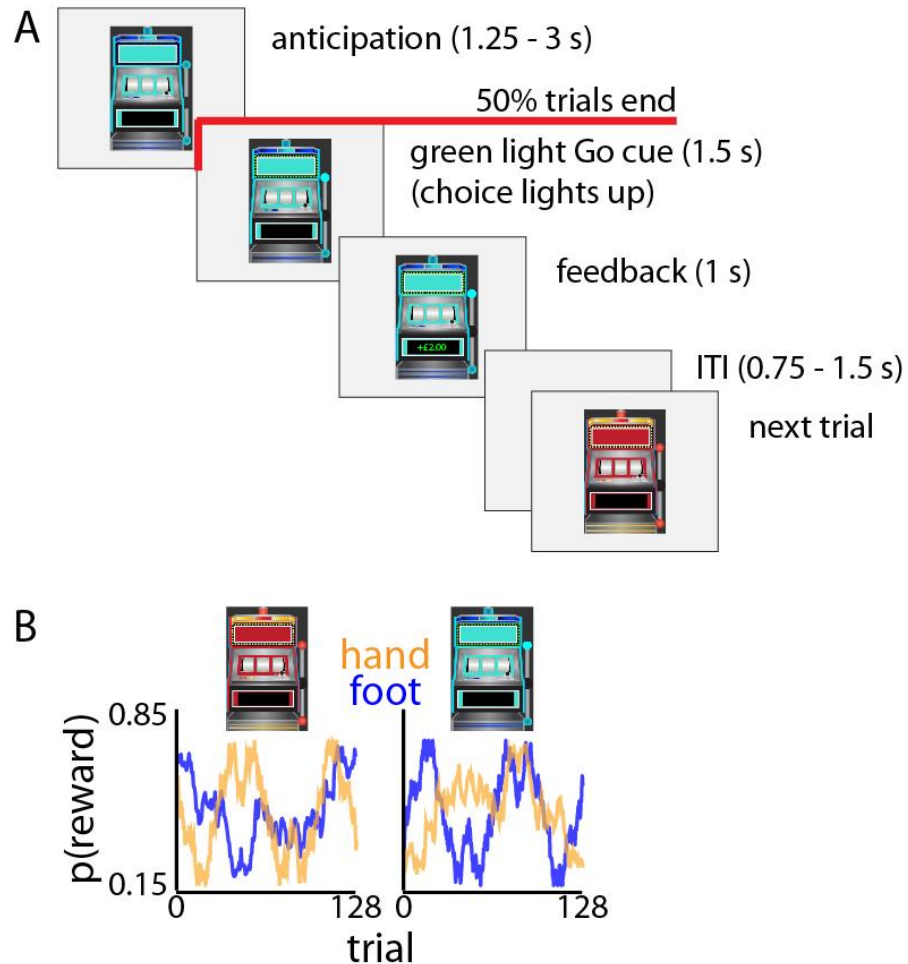 A
anticipation (1.25 - 3 s)
50% trials end
green light Go cue (1.5 s)
(choice lights up)
feedback (1 s)
+£2.00
ITI (0.75 - 1.5 s)
next trial
B
hand
foot
p(reward)
0.85
0.15
0
128
0
128
trial